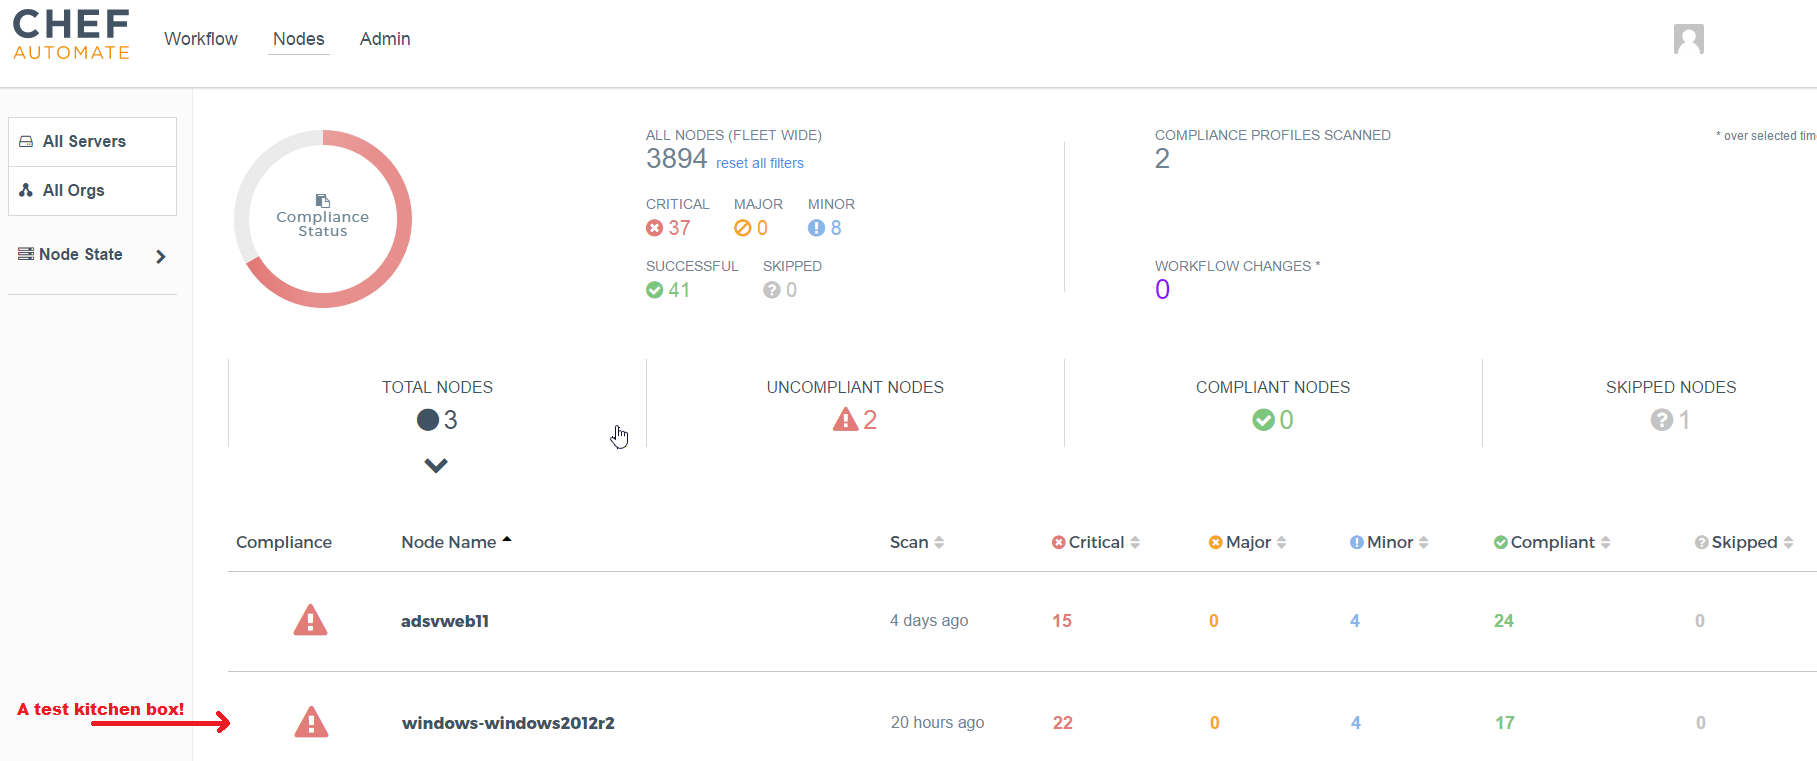 CHEF
AUTOMATE
Workflow Nodes Admin
All Servers
All Orgs
Node State
Compliance
Status
ALL NODES (FLEET WIDE)
3894 reset all filters
CRITICAL MAJOR MINOR
37 0 8
SUCCESSFUL SKIPPED
41 0
COMPLIANCE PROFILES SCANNED
2
* over selected tim
WORKFLOW CHANGES *
0
TOTAL NODES UNCOMPLIANT NODES COMPLIANT NODES SKIPPED NODES
3 2 0 1
Compliance Node Name Scan Critical Major Minor Compliant Skipped
adsvweb11 4 days ago 15 0 4 24 0
A test kitchen box!
windows-windows2012r2 20 hours ago 22 0 4 17 0